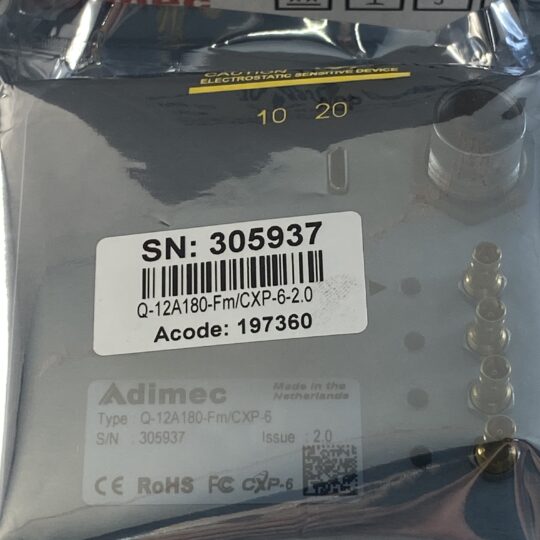 CAUTION
ELECTROSTATIC SENSITIVE DEVICE
10 20
SN: 305937
Q-12A180-Fm/CXP-6-2.0
Acode: 197360
Adimec
Made in the
Netherlands
Type : Q-12A180-Fm/CXP-6
S/N : 305937 Issue : 2.0
CE RoHS FC CXP-6